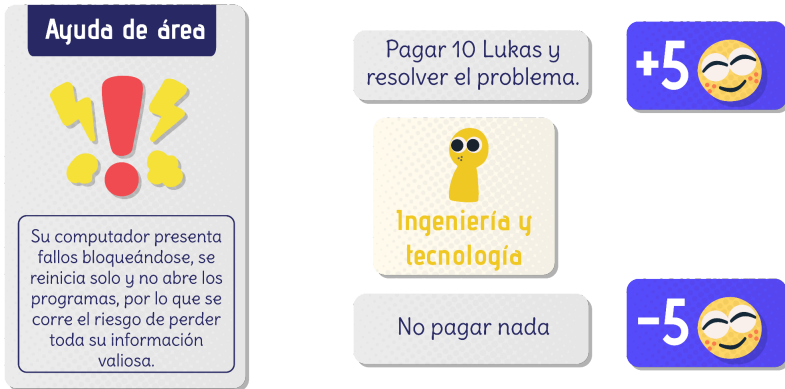 Ayuda de área
Su computador presenta
fallos bloqueándose, se
reinicia solo y no abre los
programas, por lo que se
corre el riesgo de perder
toda su información
valiosa.
Pagar 10 Lukas y
resolver el problema.
+5
Ingeniería y
tecnología
No pagar nada
-5